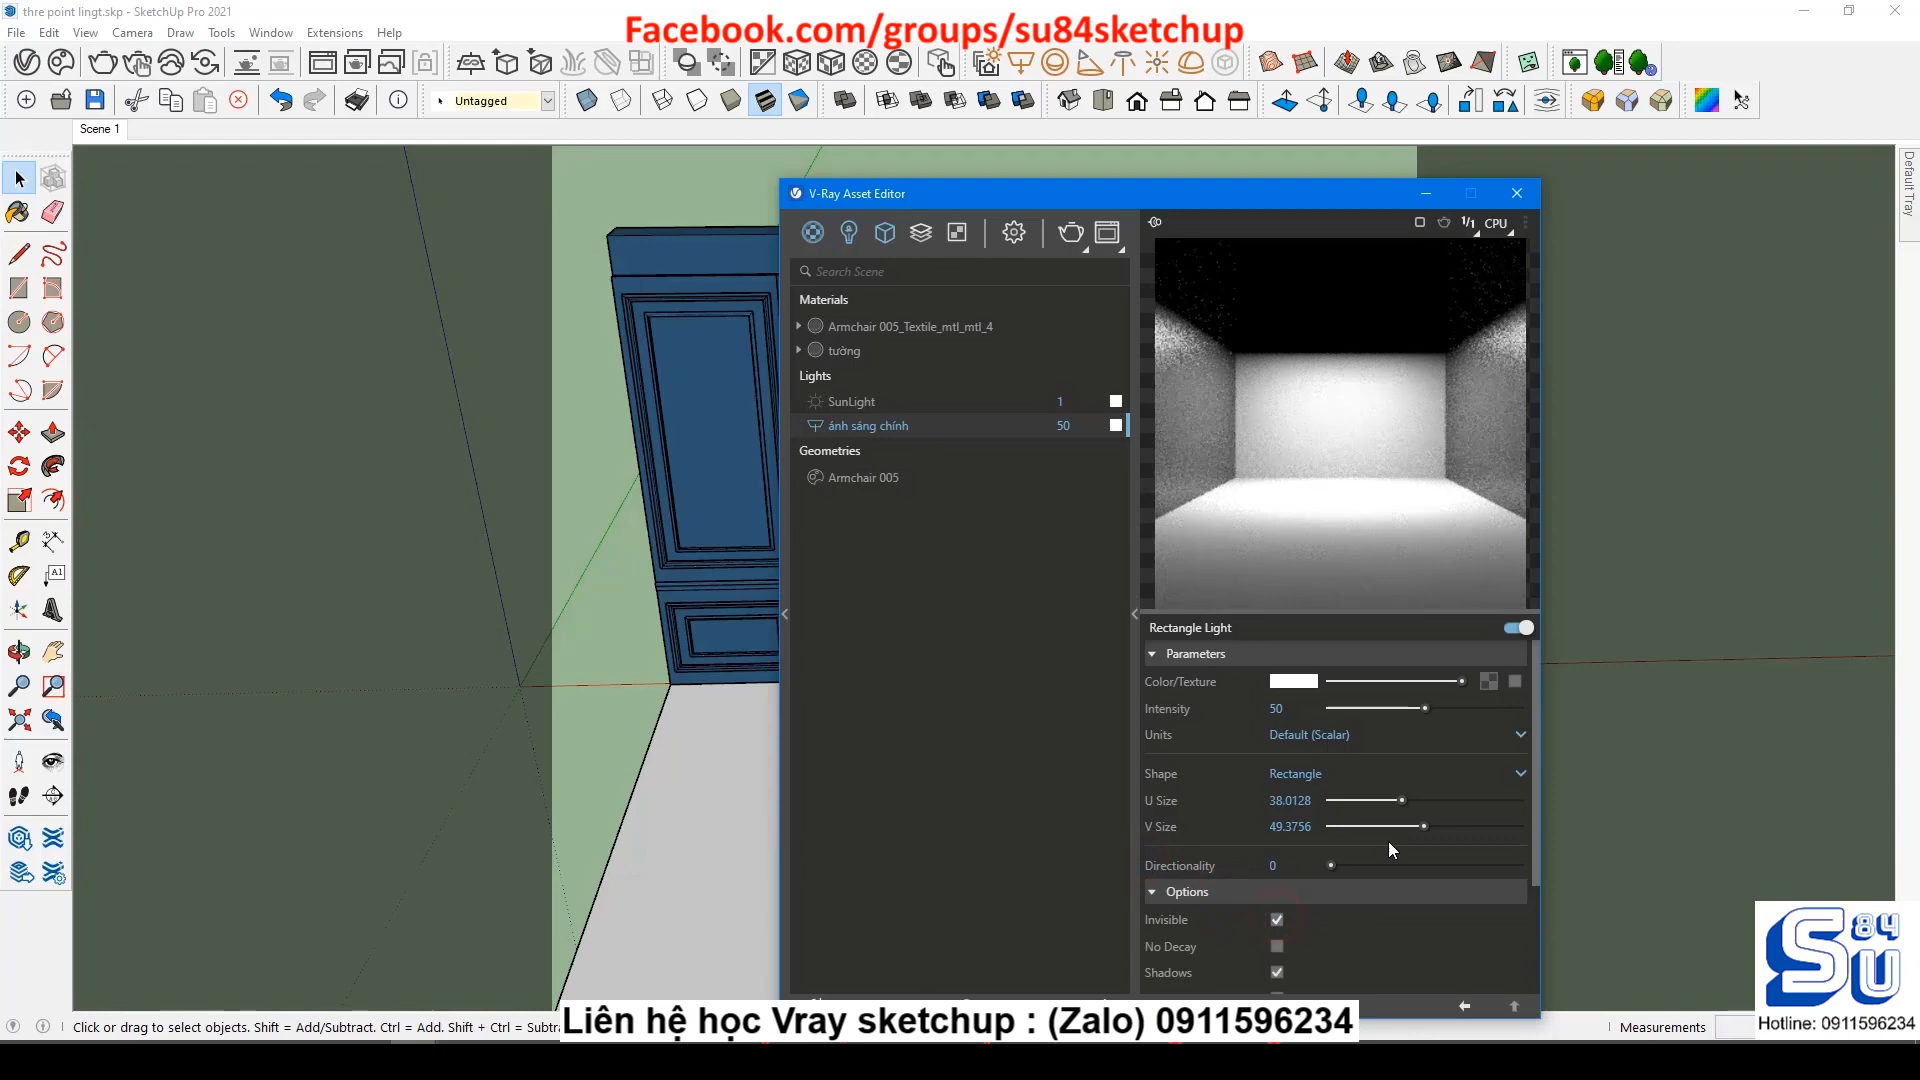 thre point lingt.skp - SketchUp Pro 2021
Facebook.com/groups/su84sketchup
File Edit View Camera Draw Tools Window Extensions Help
Untagged
Scene 1
Default Tray
V-Ray Asset Editor
1/1 CPU
Search Scene
Materials
Armchair 005_Textile_mtl_mtl_4
tường
Lights
SunLight 1
ánh sáng chính 50
Geometries
Armchair 005
Rectangle Light
Parameters
Color/Texture
Intensity 50
Units Default (Scalar)
Shape Rectangle
U Size 38.0128
V Size 49.3756
Directionality 0
Options
Invisible
No Decay
Shadows
A1
S 84 U
Hotline: 0911596234
Click or drag to select objects. Shift = Add/Subtract. Ctrl = Add. Shift + Ctrl = Subtr
Liên hệ học Vray sketchup : (Zalo) 0911596234
Measurements